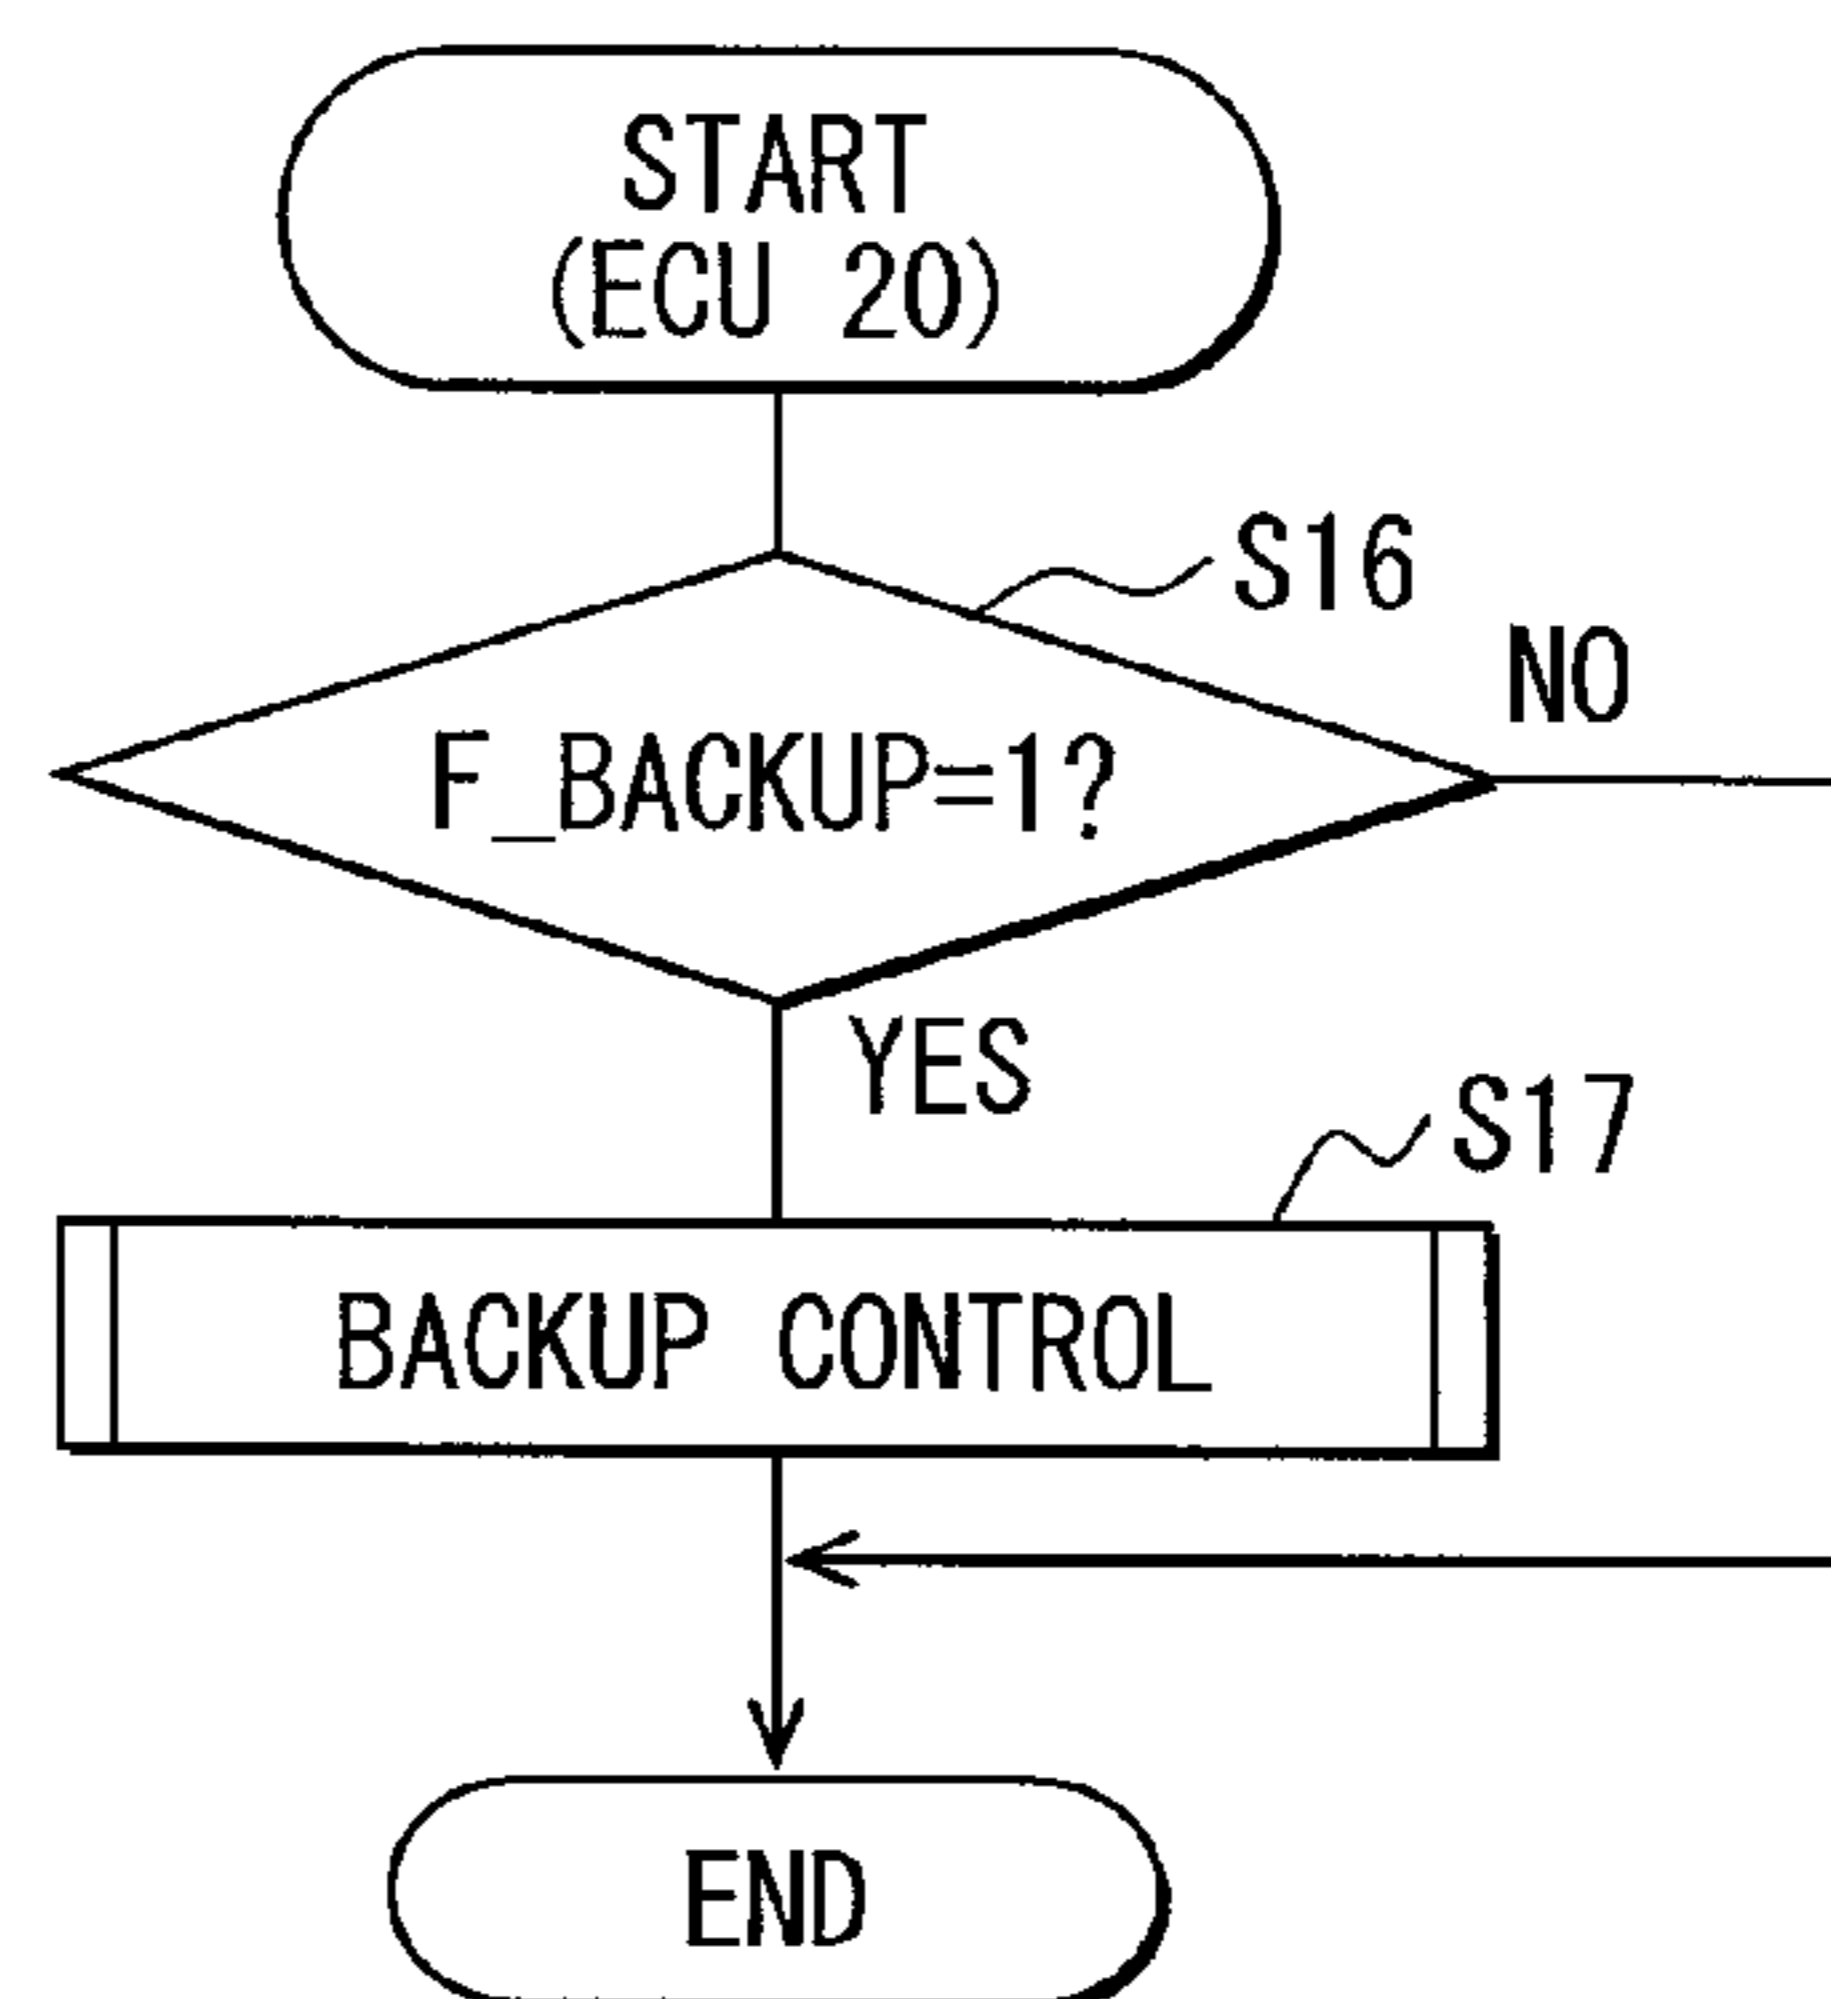 START
(ECU 20)
S16
NO
F_BACKUP=1?
YES
S17
BACKUP CONTROL
END